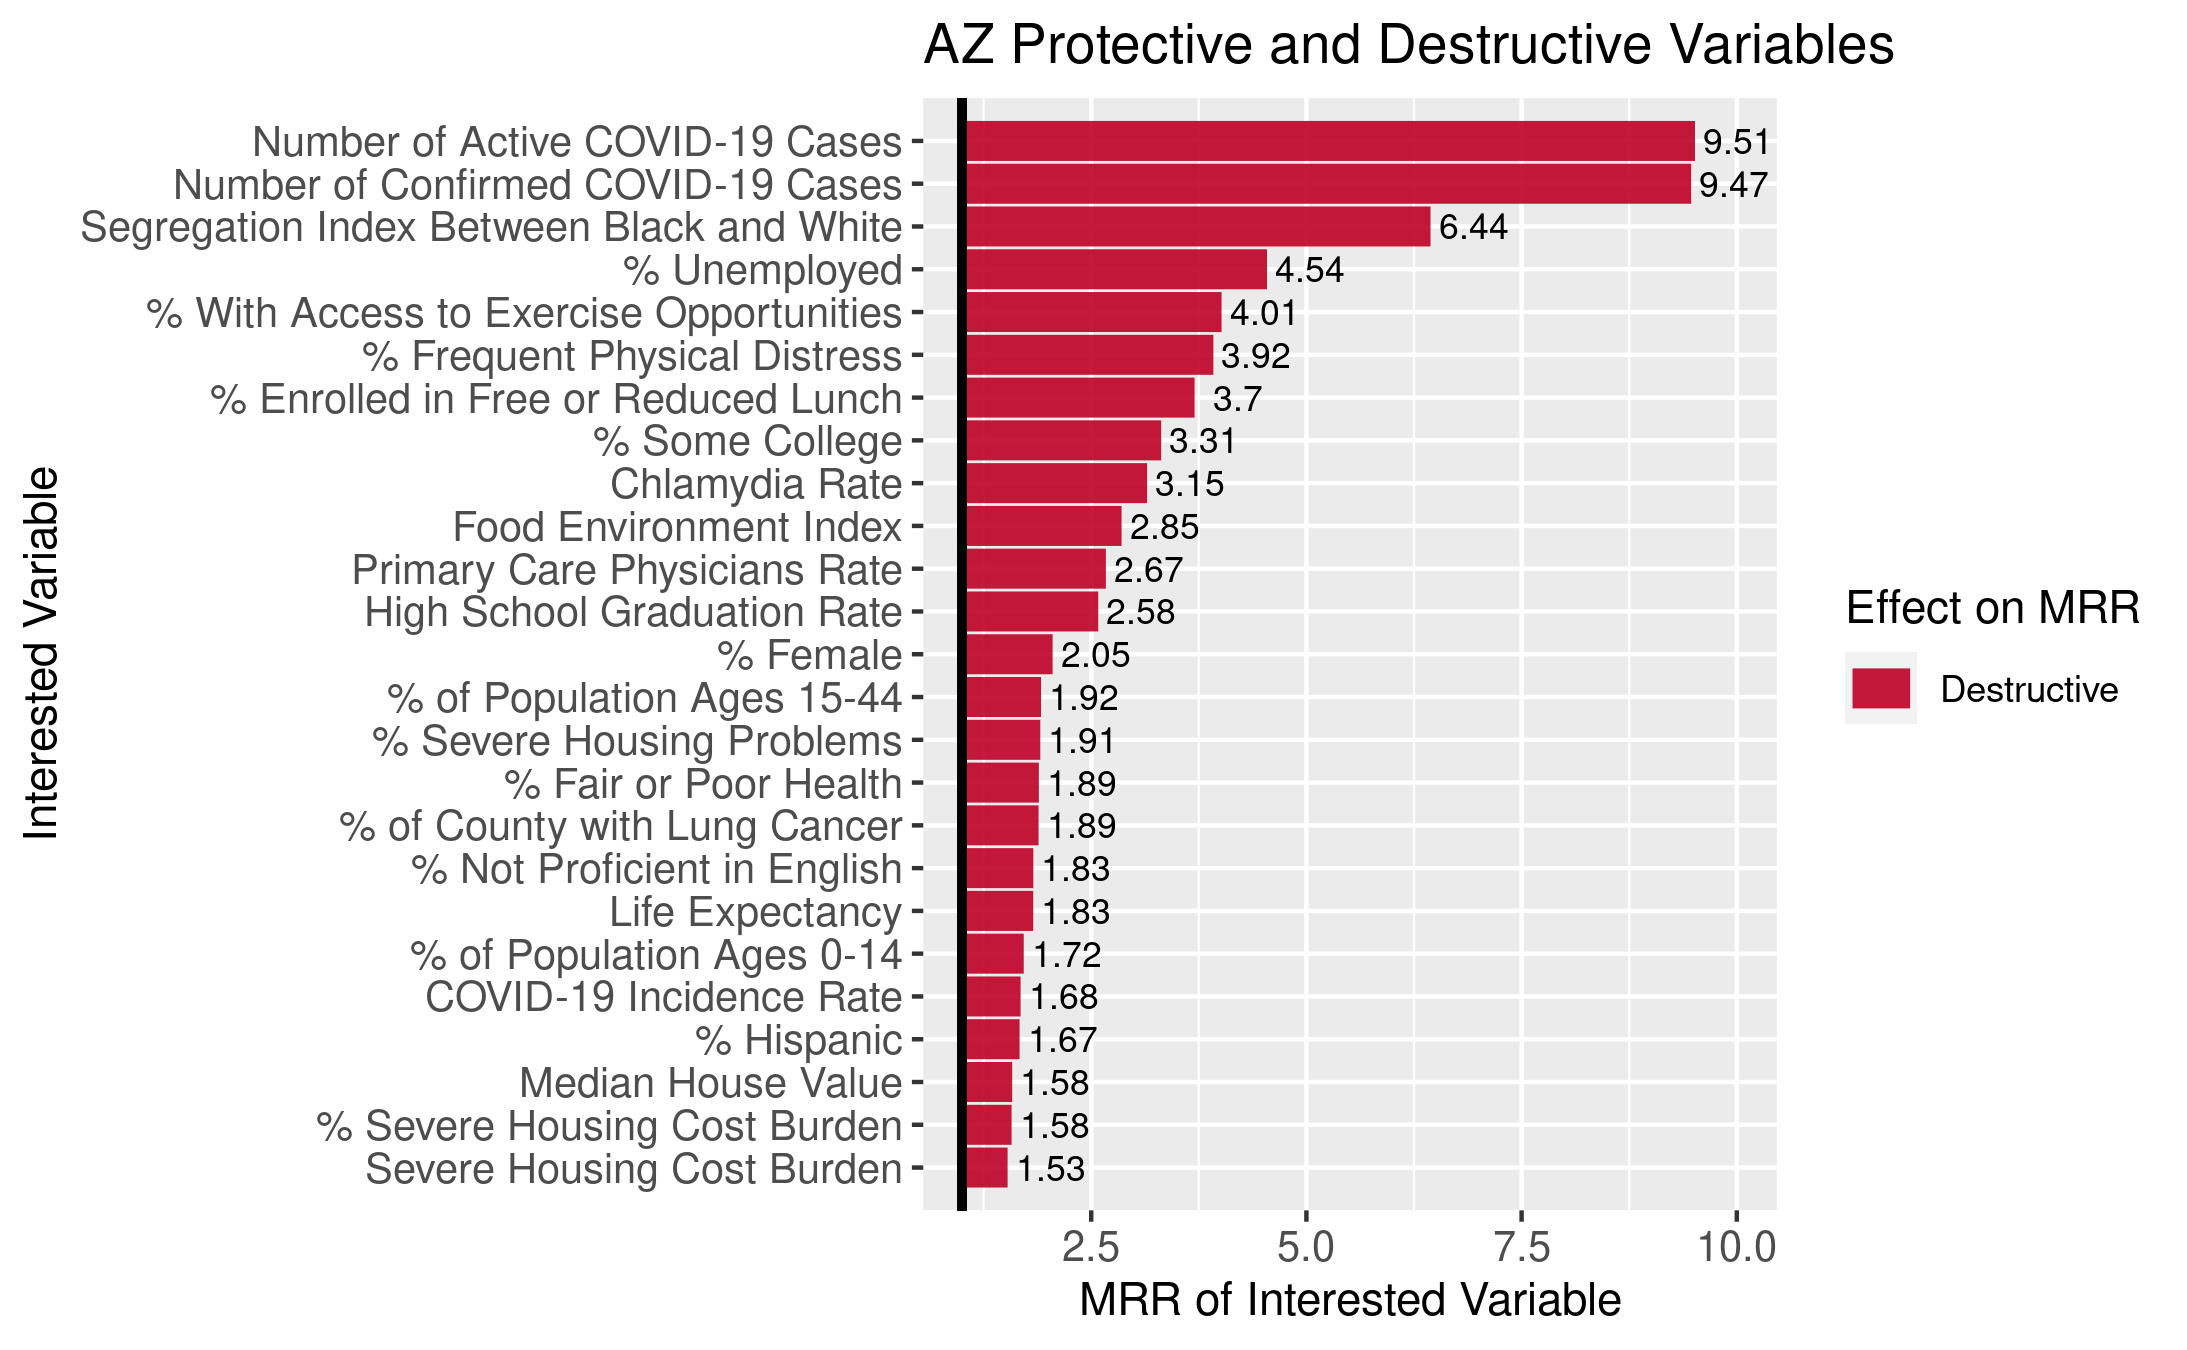 AZ Protective and Destructive Variables
Interested Variable
Number of Active COVID-19 Cases 9.51
Number of Confirmed COVID-19 Cases 9.47
Segregation Index Between Black and White 6.44
% Unemployed 4.54
% With Access to Exercise Opportunities 4.01
% Frequent Physical Distress 3.92
% Enrolled in Free or Reduced Lunch 3.7
% Some College 3.31
Chlamydia Rate 3.15
Food Environment Index 2.85
Primary Care Physicians Rate 2.67
High School Graduation Rate 2.58
% Female 2.05
% of Population Ages 15-44 1.92
% Severe Housing Problems 1.91
% Fair or Poor Health 1.89
% of County with Lung Cancer 1.89
% Not Proficient in English 1.83
Life Expectancy 1.83
% of Population Ages 0-14 1.72
COVID-19 Incidence Rate 1.68
% Hispanic 1.67
Median House Value 1.58
% Severe Housing Cost Burden 1.58
Severe Housing Cost Burden 1.53
2.5 5.0 7.5 10.0
MRR of Interested Variable
Effect on MRR
Destructive